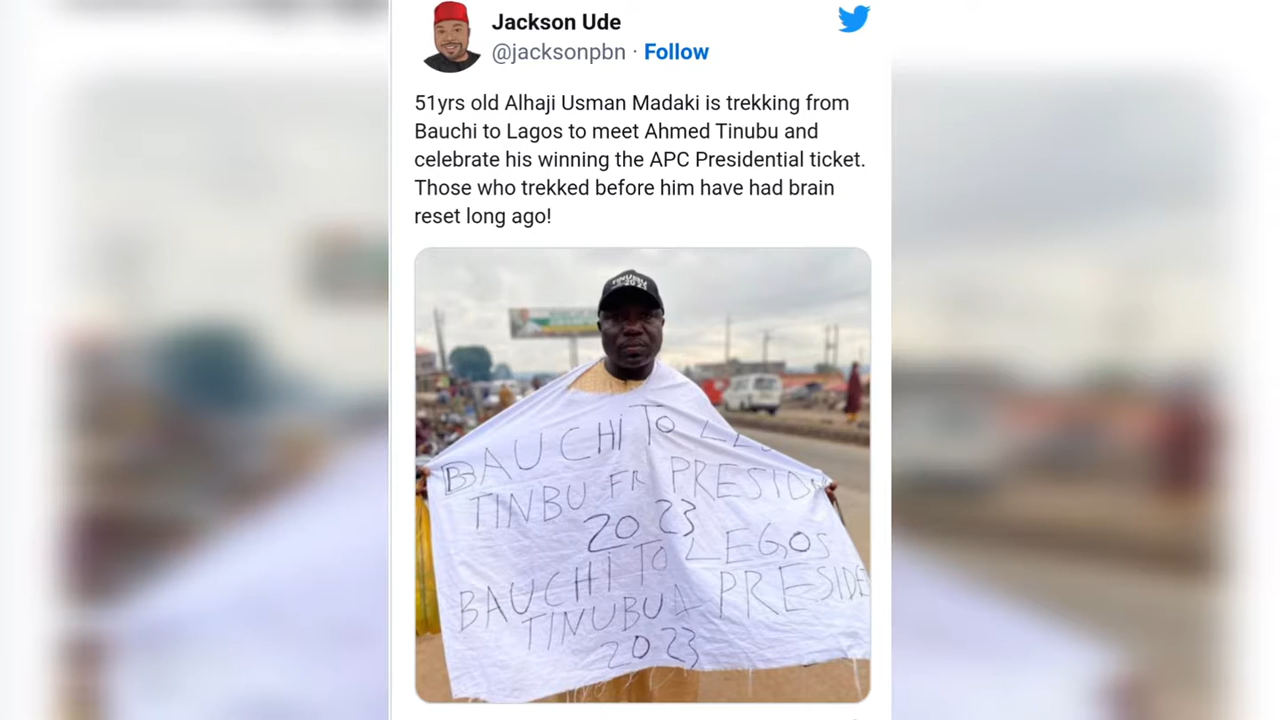 Jackson Ude
@jacksonpbn · Follow
51yrs old Alhaji Usman Madaki is trekking from
Bauchi to Lagos to meet Ahmed Tinubu and
celebrate his winning the APC Presidential ticket.
Those who trekked before him have had brain
reset long ago!
TINUBU
2023
BAUCHI TO
TINBU FR PRESID
2023
BAUCHI TO LEGOS
TINUBU PRESIDE
2023